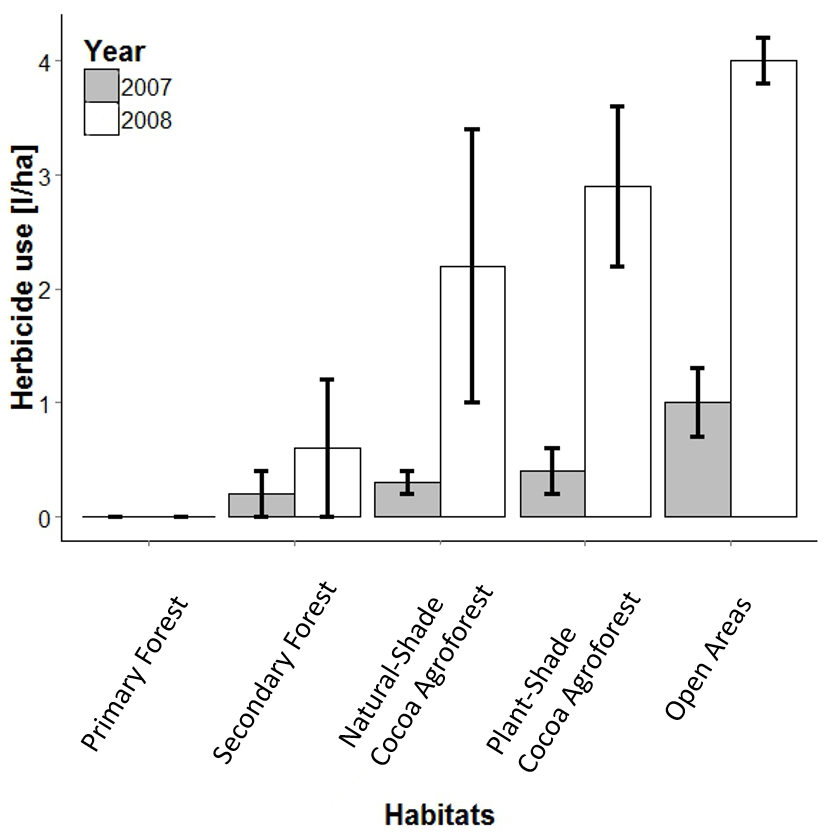 Year
2007
2008
Herbicide use [l/ha]
4
3
2
1
0
Primary Forest
Secondary Forest
Natural-Shade
Cocoa Agroforest
Plant-Shade
Cocoa Agroforest
Open Areas
Habitats